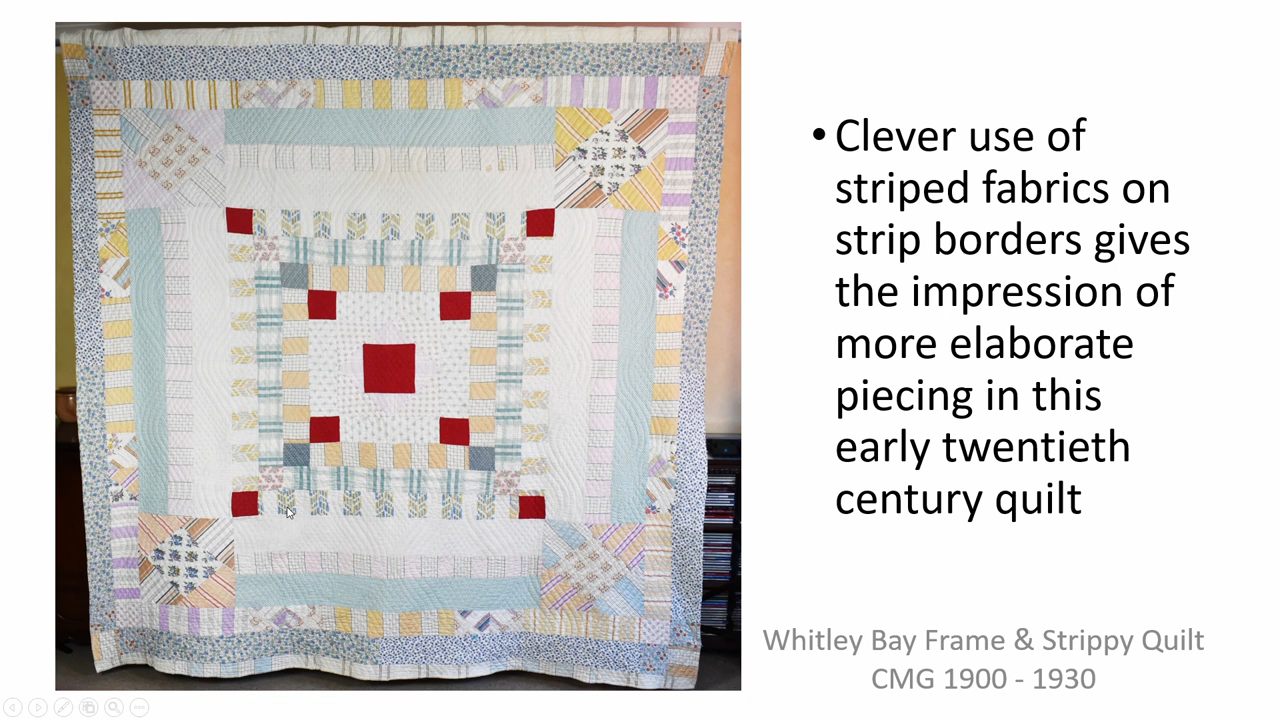 • Clever use of
striped fabrics on
strip borders gives
the impression of
more elaborate
piecing in this
early twentieth
century quilt
Whitley Bay Frame & Strippy Quilt
CMG 1900 - 1930